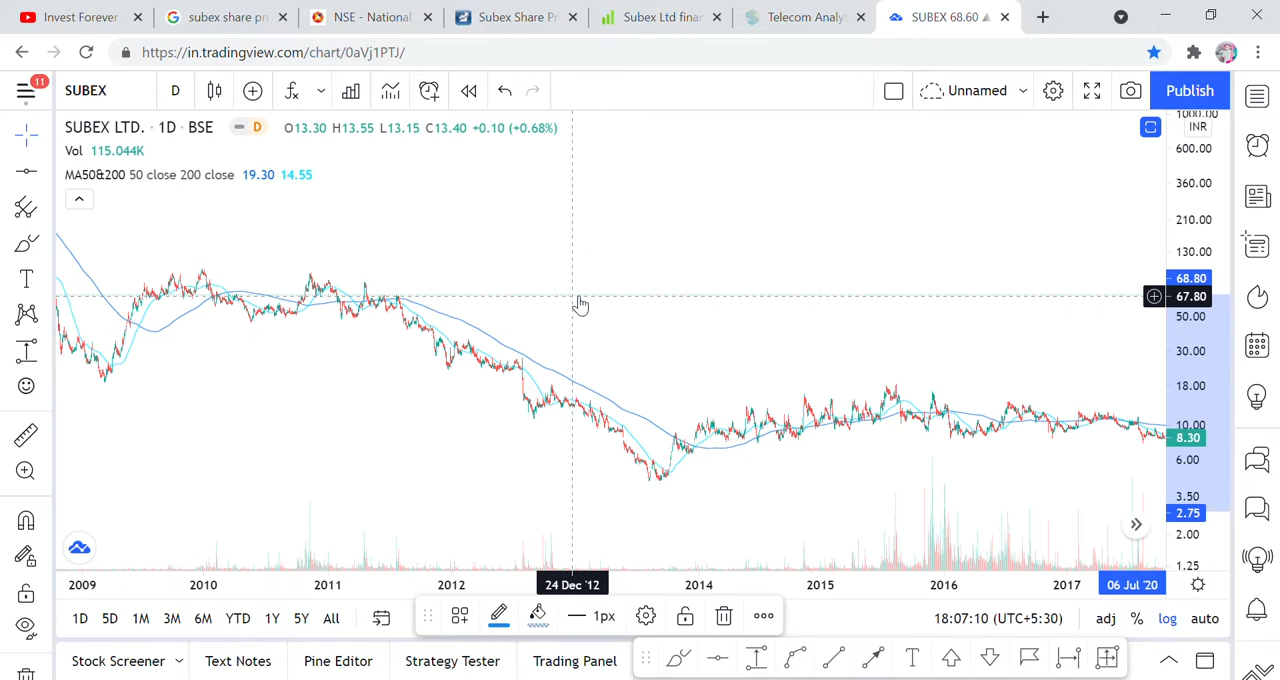 Invest Forever
subex share pri
NSE - National
Subex Share Pr
Subex Ltd finan
Telecom Analyt
SUBEX 68.60
https://in.tradingview.com/chart/0aVj1PTJ/
11
SUBEX
D
Unnamed
Publish
SUBEX LTD. · 1D · BSE
D
O13.30 H13.55 L13.15 C13.40 +0.10 (+0.68%)
Vol 115.044K
MA50&200 50 close 200 close 19.30 14.55
1000.00
INR
600.00
360.00
210.00
130.00
68.80
67.80
50.00
30.00
18.00
10.00
8.30
6.00
3.50
2.75
2.00
1.25
2009 2010 2011 2012 24 Dec '12 2014 2015 2016 2017 06 Jul '20
1D 5D 1M 3M 6M YTD 1Y 5Y All
1px
18:07:10 (UTC+5:30)
adj % log auto
Stock Screener
Text Notes
Pine Editor
Strategy Tester
Trading Panel